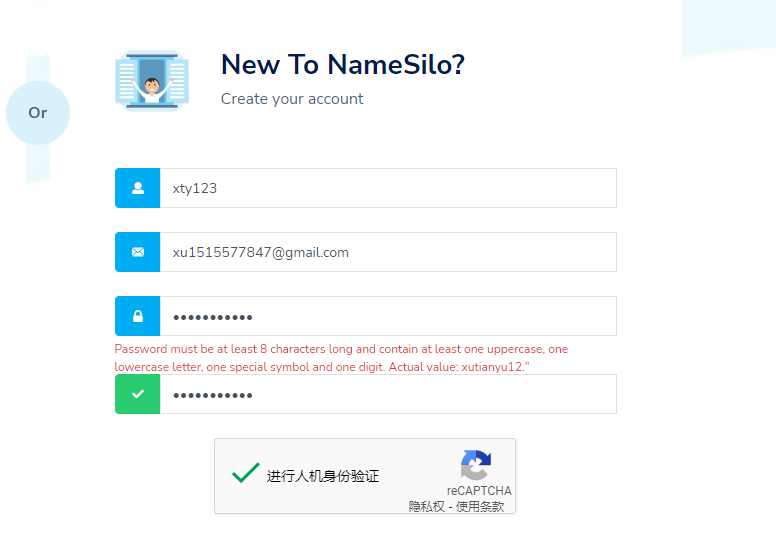 New To NameSilo?
Or
Create your account
xty123
xu1515577847@gmail.com
•••••••••••
Password must be at least 8 characters long and contain at least one uppercase, one
lowercase letter, one special symbol and one digit. Actual value: xutianyu12."
•••••••••••
进行人机身份验证
reCAPTCHA
隐私权 - 使用条款